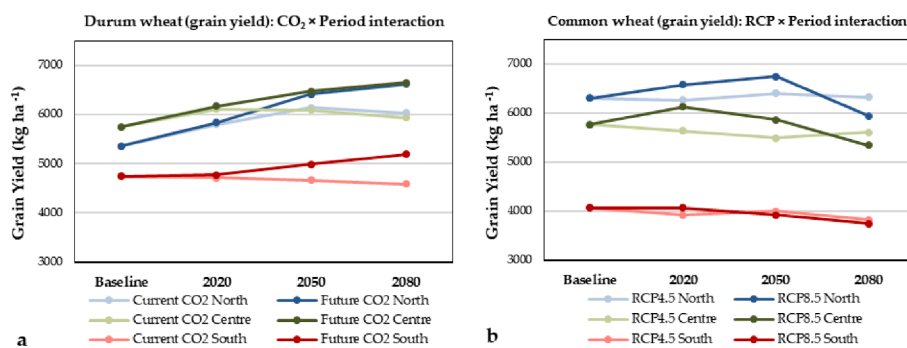 Durum wheat (grain yield): CO₂ × Period interaction
Grain Yield (kg ha ⁻¹)
7000
6000
5000
4000
3000
Baseline 2020 2050 2080
Current CO2 North Future CO2 North
Current CO2 Centre Future CO2 Centre
Current CO2 South Future CO2 South
a
Common wheat (grain yield): RCP × Period interaction
Grain Yield (kg ha ⁻¹)
7000
6000
5000
4000
3000
Baseline 2020 2050 2080
RCP4.5 North RCP8.5 North
RCP4.5 Centre RCP8.5 Centre
RCP4.5 South RCP8.5 South
b